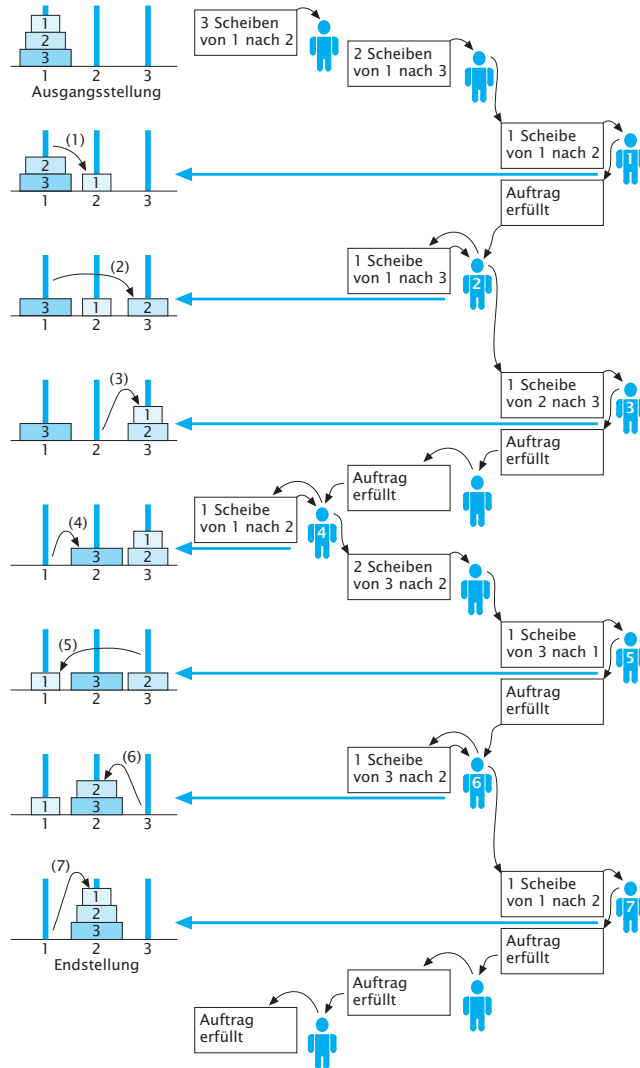 3 Scheiben
von 1 nach 2
2 Scheiben
von 1 nach 3
1
2
3
1 2 3
Ausgangsstellung
1 Scheibe
von 1 nach 2
1
(1)
2
3 1
1 2 3
Auftrag
erfüllt
1 Scheibe
von 1 nach 3
2
(2)
3 1 2
1 2 3
1 Scheibe
von 2 nach 3
3
(3)
1
3 2
1 2 3
Auftrag
erfüllt
Auftrag
erfüllt
1 Scheibe
von 1 nach 2
4
(4)
1
3 2
1 2 3
2 Scheiben
von 3 nach 2
1 Scheibe
von 3 nach 1
5
(5)
1 3 2
1 2 3
Auftrag
erfüllt
1 Scheibe
von 3 nach 2
6
(6)
2
1 3
1 2 3
1 Scheibe
von 1 nach 2
7
(7)
1
2
3
1 2 3
Endstellung
Auftrag
erfüllt
Auftrag
erfüllt
Auftrag
erfüllt